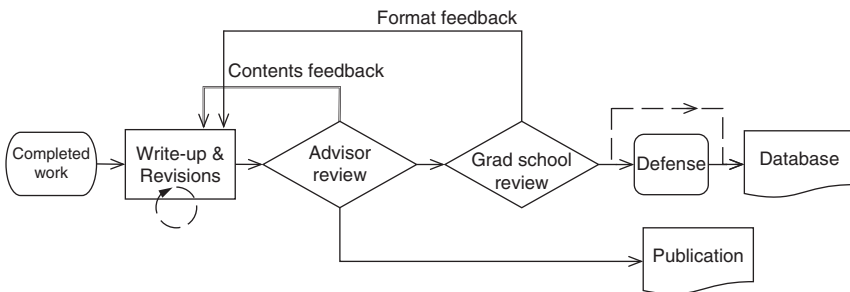 Format feedback
Contents feedback
Completed
work
Write-up &
Revisions
Advisor
review
Grad school
review
Defense
Database
Publication